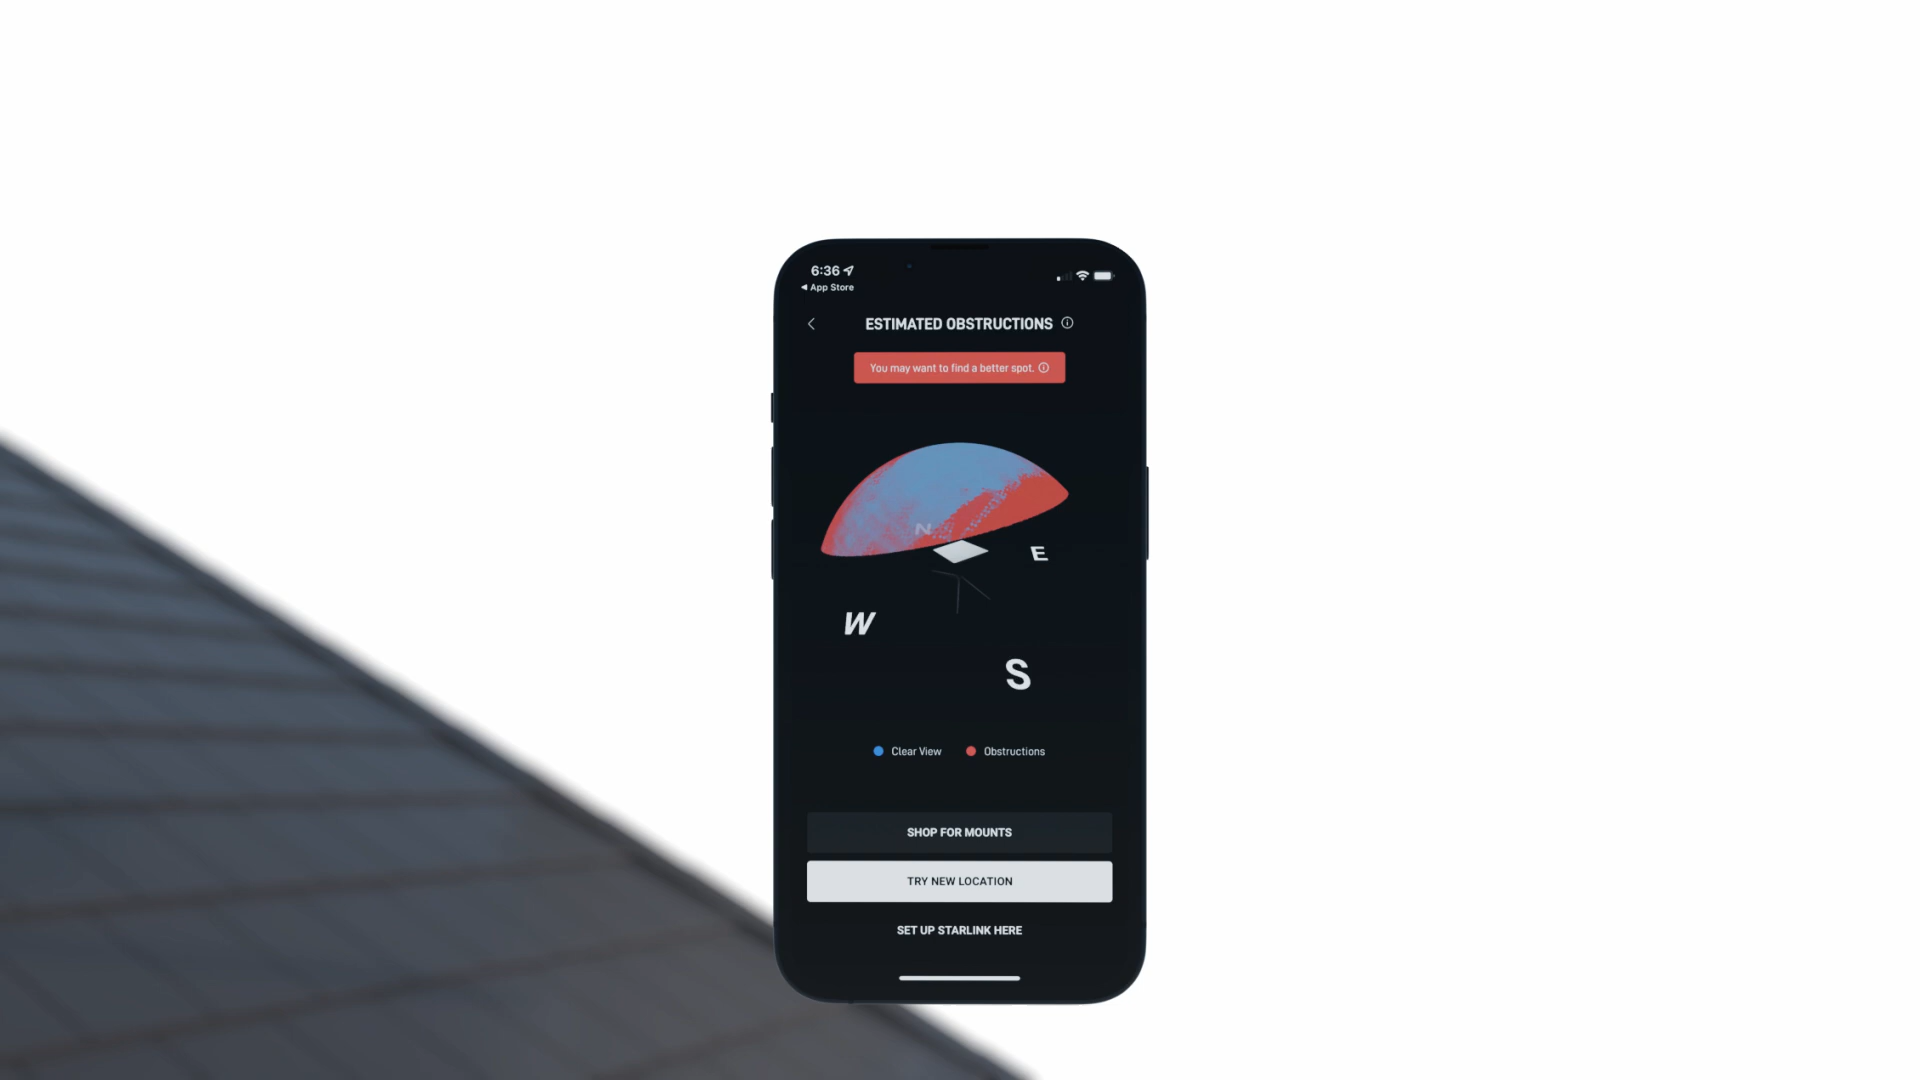 6:36
◀ App Store
ESTIMATED OBSTRUCTIONS
You may want to find a better spot.
N
E
W
S
Clear View
Obstructions
SHOP FOR MOUNTS
TRY NEW LOCATION
SET UP STARLINK HERE